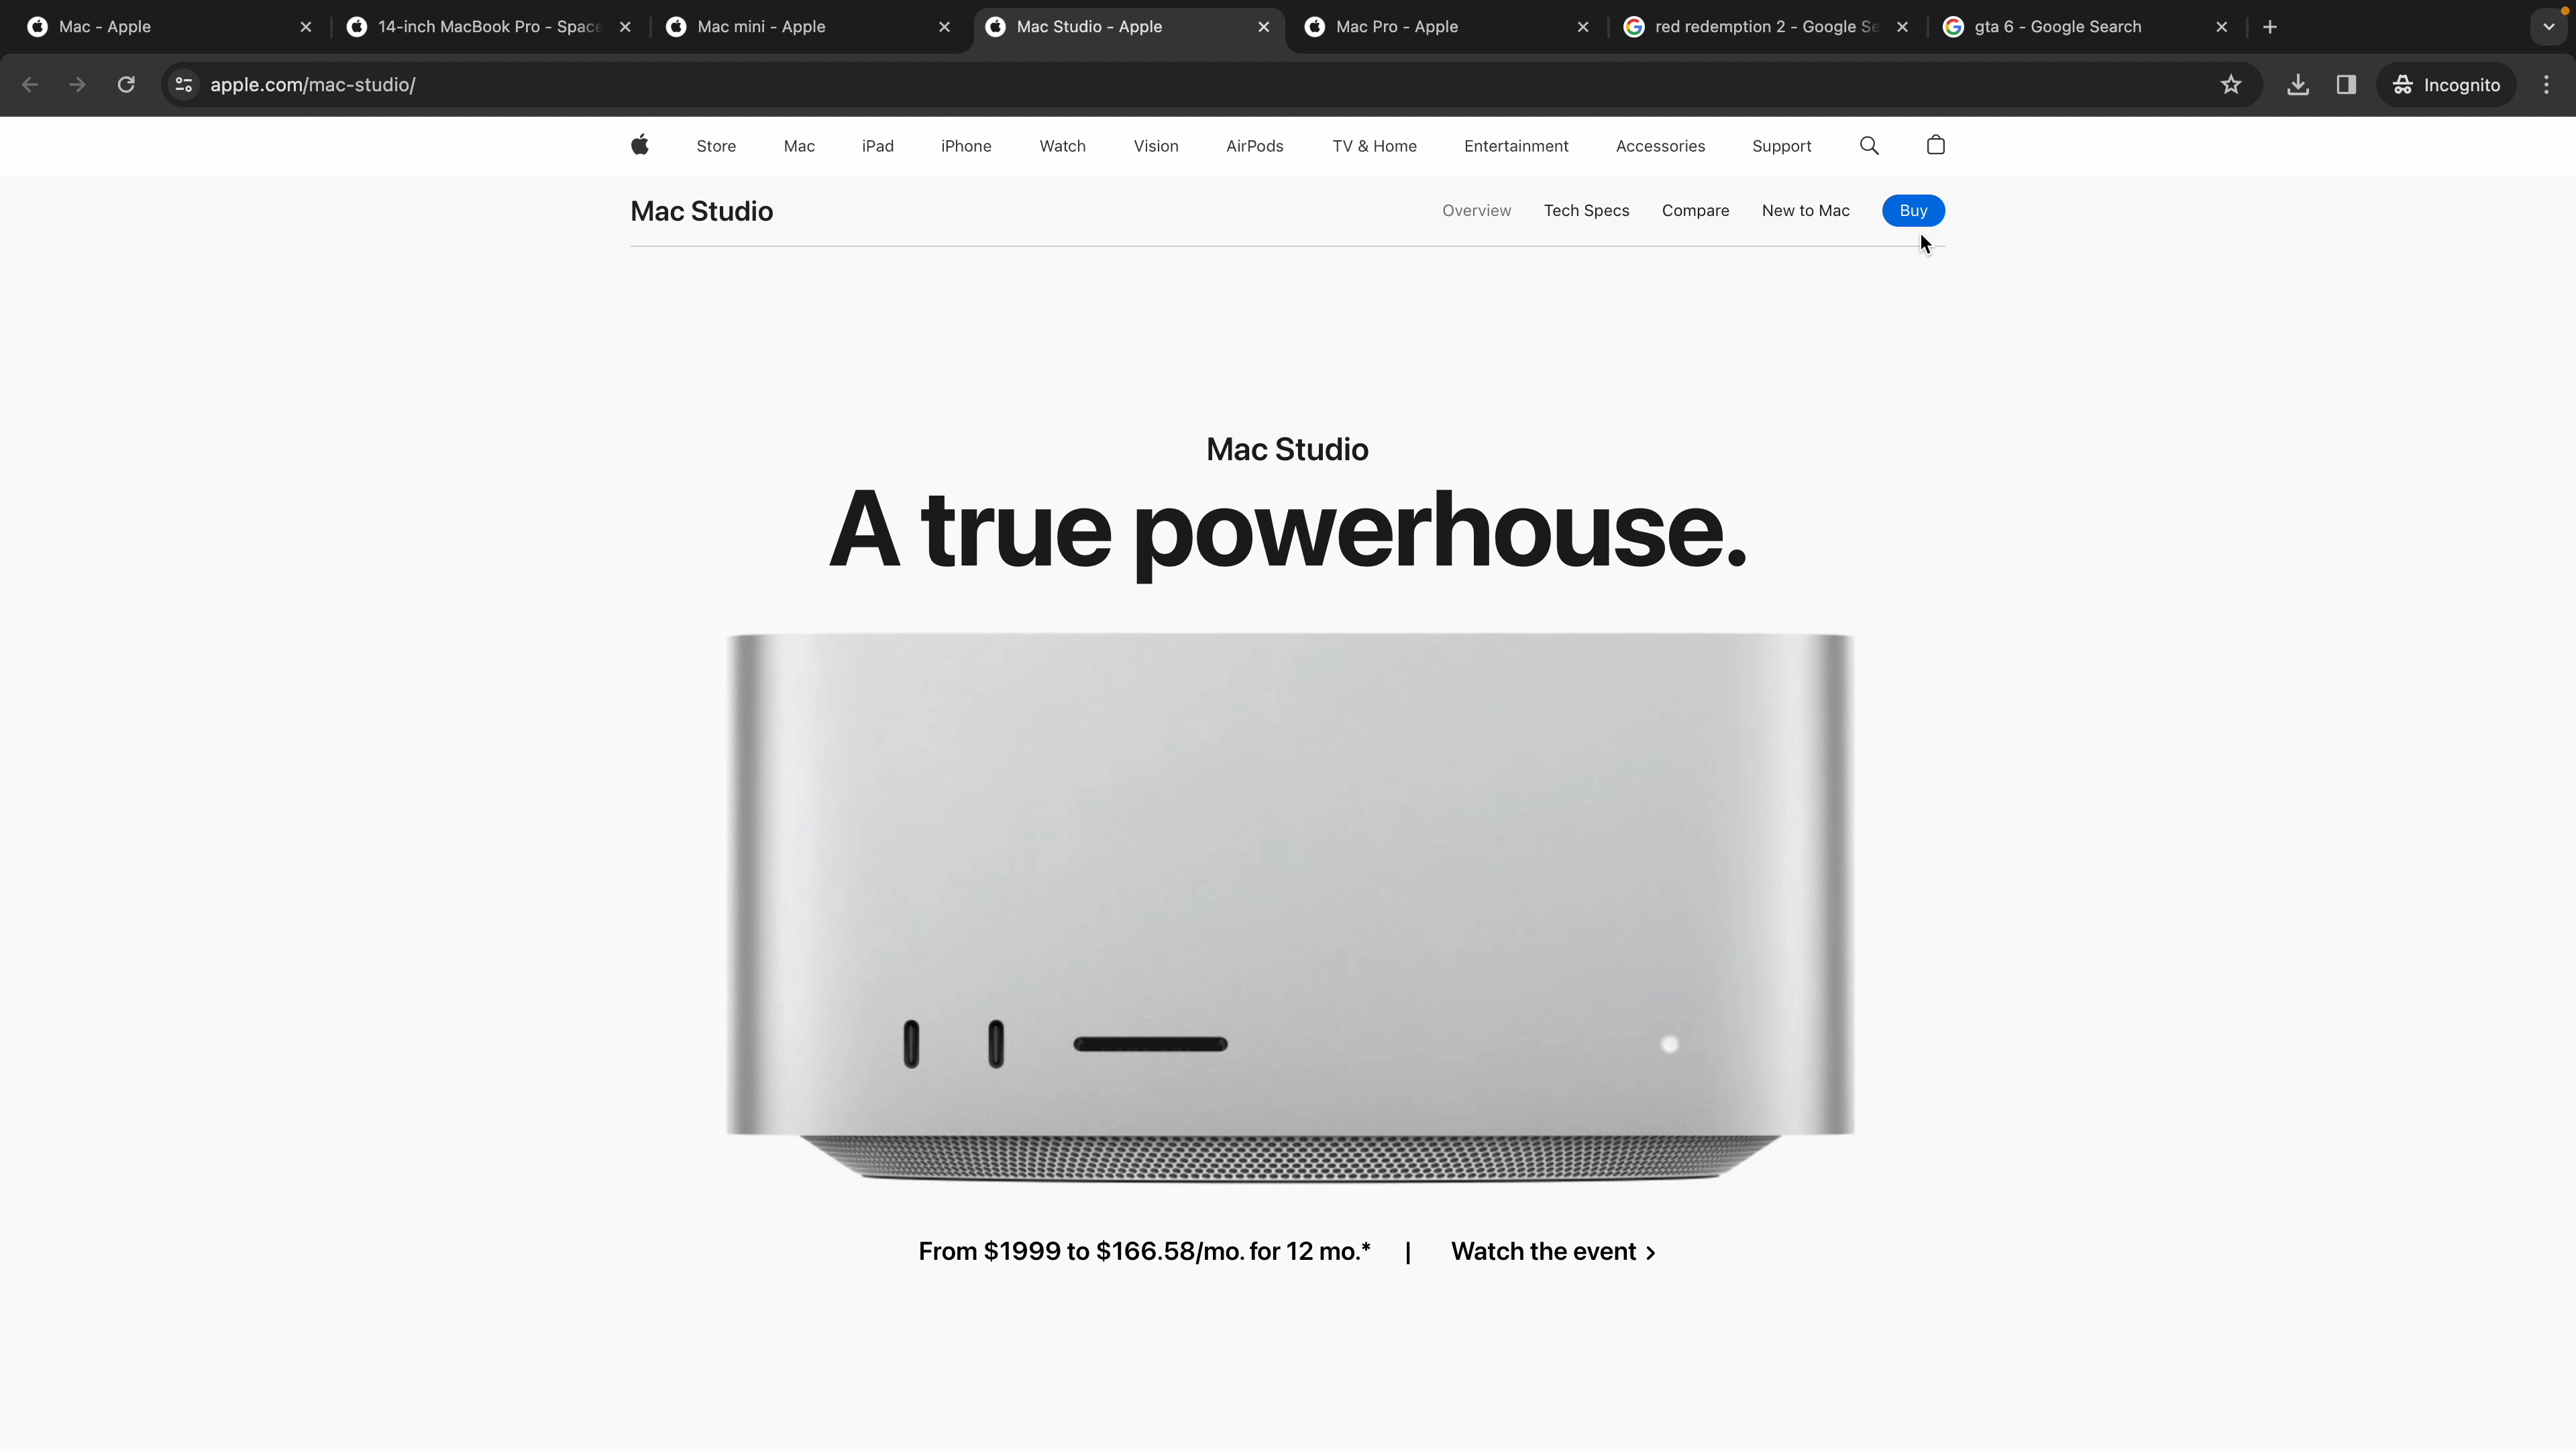 Mac - Apple
14-inch MacBook Pro - Space
Mac mini - Apple
Mac Studio - Apple
Mac Pro - Apple
red redemption 2 - Google Se
gta 6 - Google Search
apple.com/mac-studio/
Incognito
Store Mac iPad iPhone Watch Vision AirPods TV & Home Entertainment Accessories Support
Mac Studio
Overview Tech Specs Compare New to Mac Buy
Mac Studio
A true powerhouse.
From $1999 to $166.58/mo. for 12 mo.* | Watch the event >